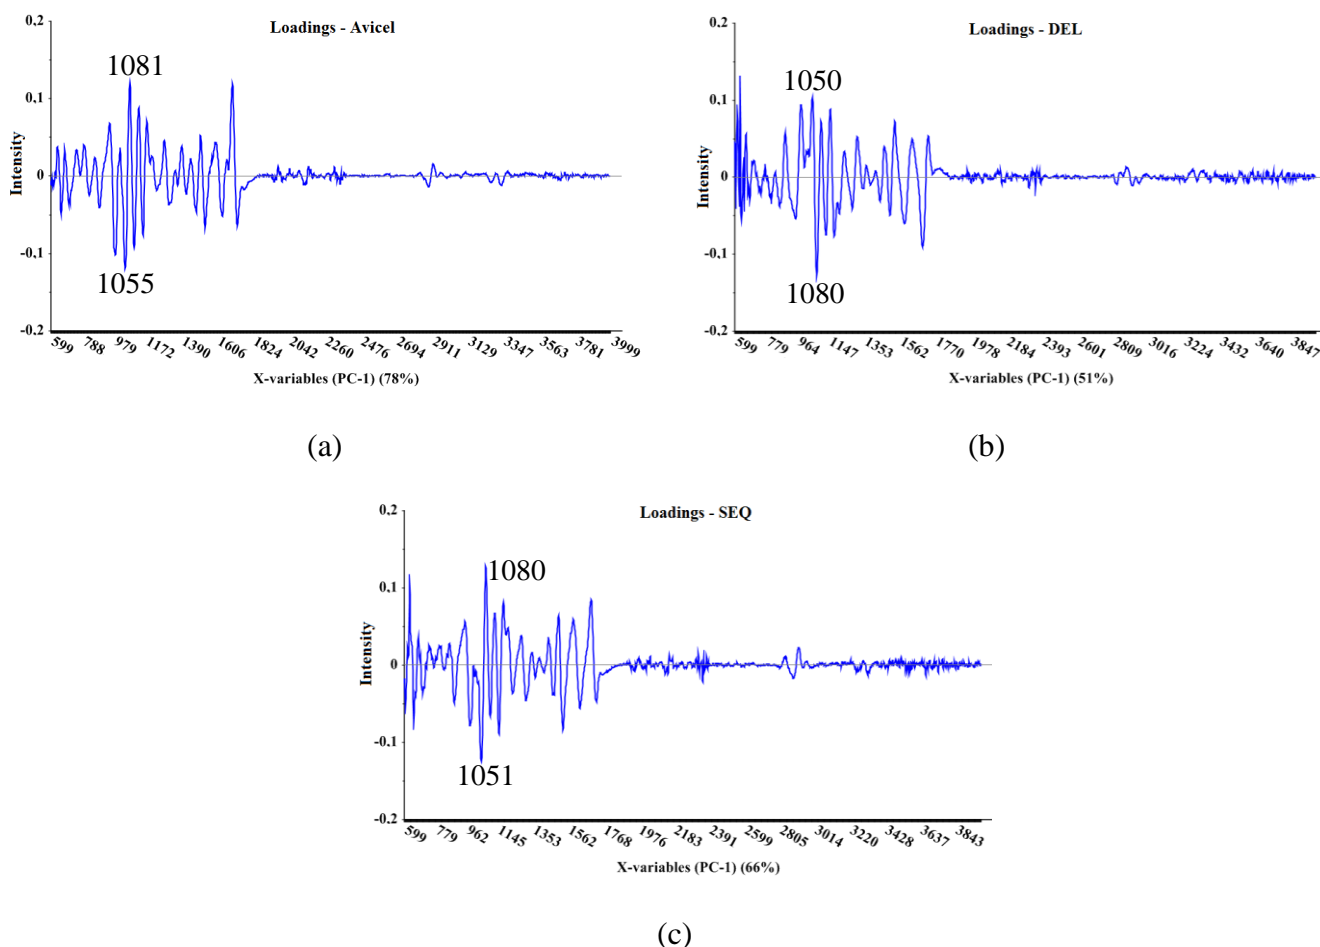 Loadings - Avicel
0.2
0.1
0
-0.1
-0.2
Intensity
1081
1055
599 788 979 1172 1390 1606 1824 2042 2260 2476 2694 2911 3129 3347 3563 3781 3999
X-variables (PC-1) (78%)
(a)
Loadings - DEL
0.2
0.1
0
-0.1
-0.2
Intensity
1050
1080
599 779 964 1147 1353 1562 1770 1978 2184 2393 2601 2809 3016 3224 3432 3640 3847
X-variables (PC-1) (51%)
(b)
Loadings - SEQ
0.2
0.1
0
-0.1
-0.2
Intensity
1080
1051
599 779 962 1145 1353 1562 1768 1976 2183 2391 2599 2805 3014 3220 3428 3637 3843
X-variables (PC-1) (66%)
(c)